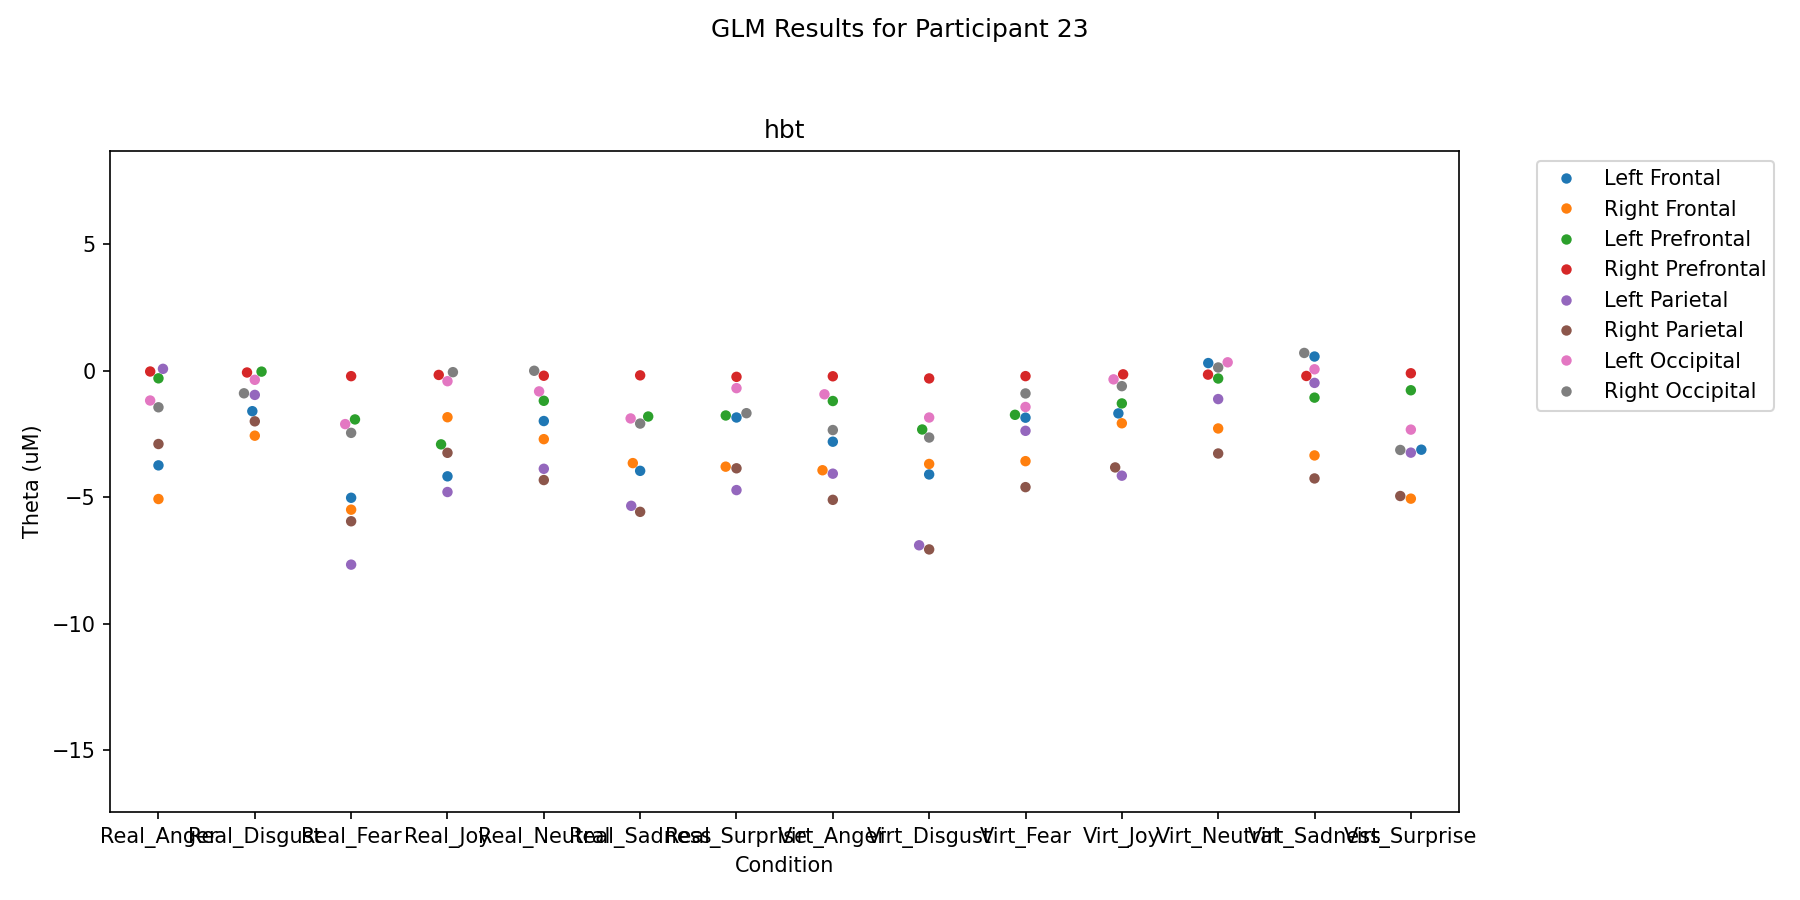 GLM Results for Participant 23
hbt
Theta (uM)
5
0
−5
−10
−15
Real_Anger
Real_Disgust
Real_Fear
Real_Joy
Real_Neutral
Real_Sadness
Real_Surprise
Virt_Anger
Virt_Disgust
Virt_Fear
Virt_Joy
Virt_Neutral
Virt_Sadness
Virt_Surprise
Condition
Left Frontal
Right Frontal
Left Prefrontal
Right Prefrontal
Left Parietal
Right Parietal
Left Occipital
Right Occipital